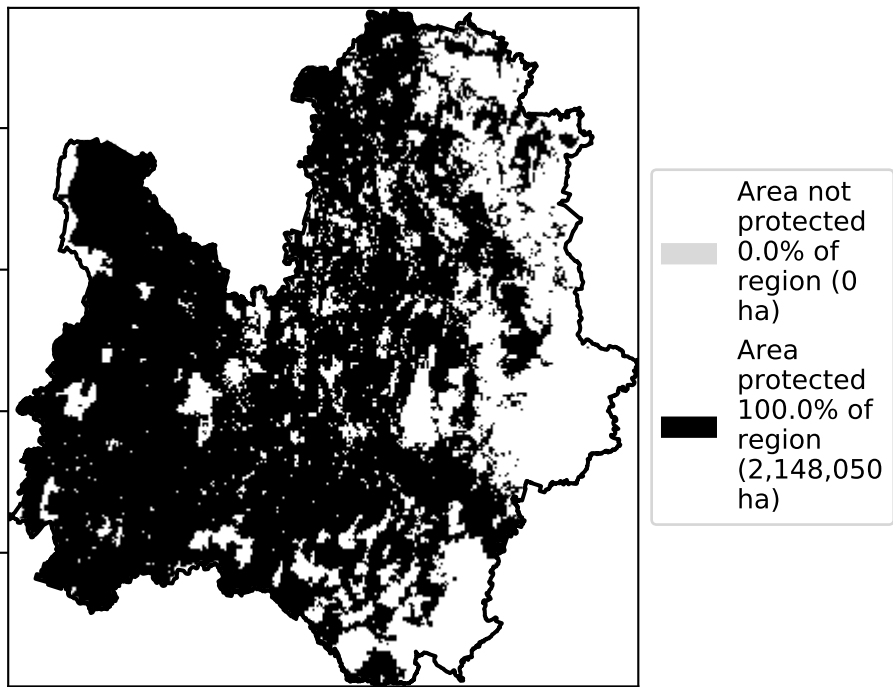 Area not
protected
0.0% of
region (0
ha)
Area
protected
100.0% of
region
(2,148,050
ha)